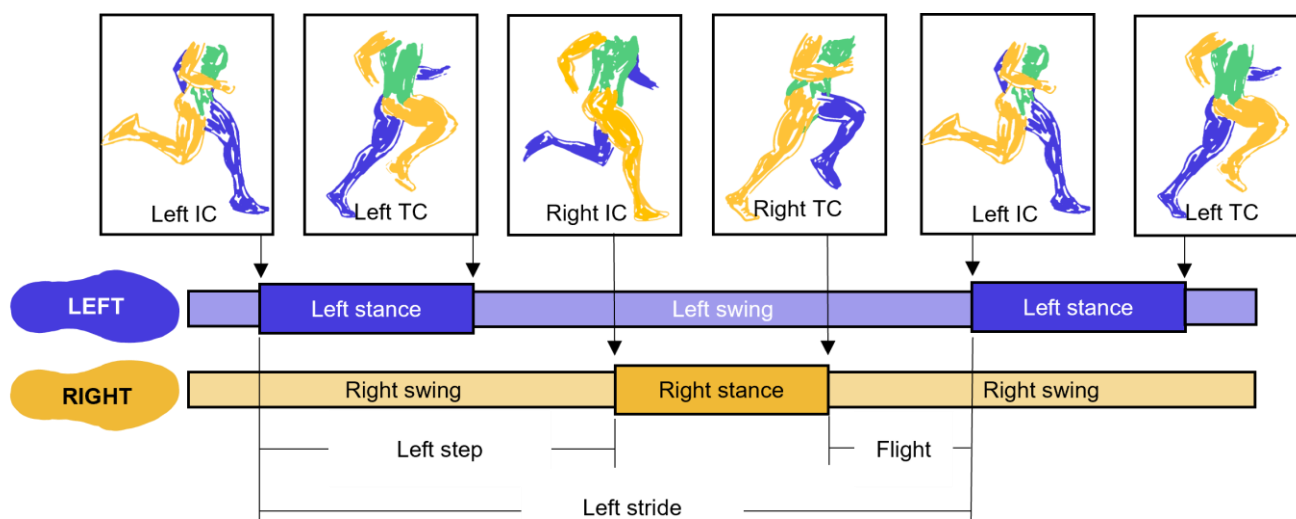 Left IC
Left TC
Right IC
Right TC
Left IC
Left TC
LEFT
Left stance
Left swing
Left stance
RIGHT
Right swing
Right stance
Right swing
Left step
Flight
Left stride